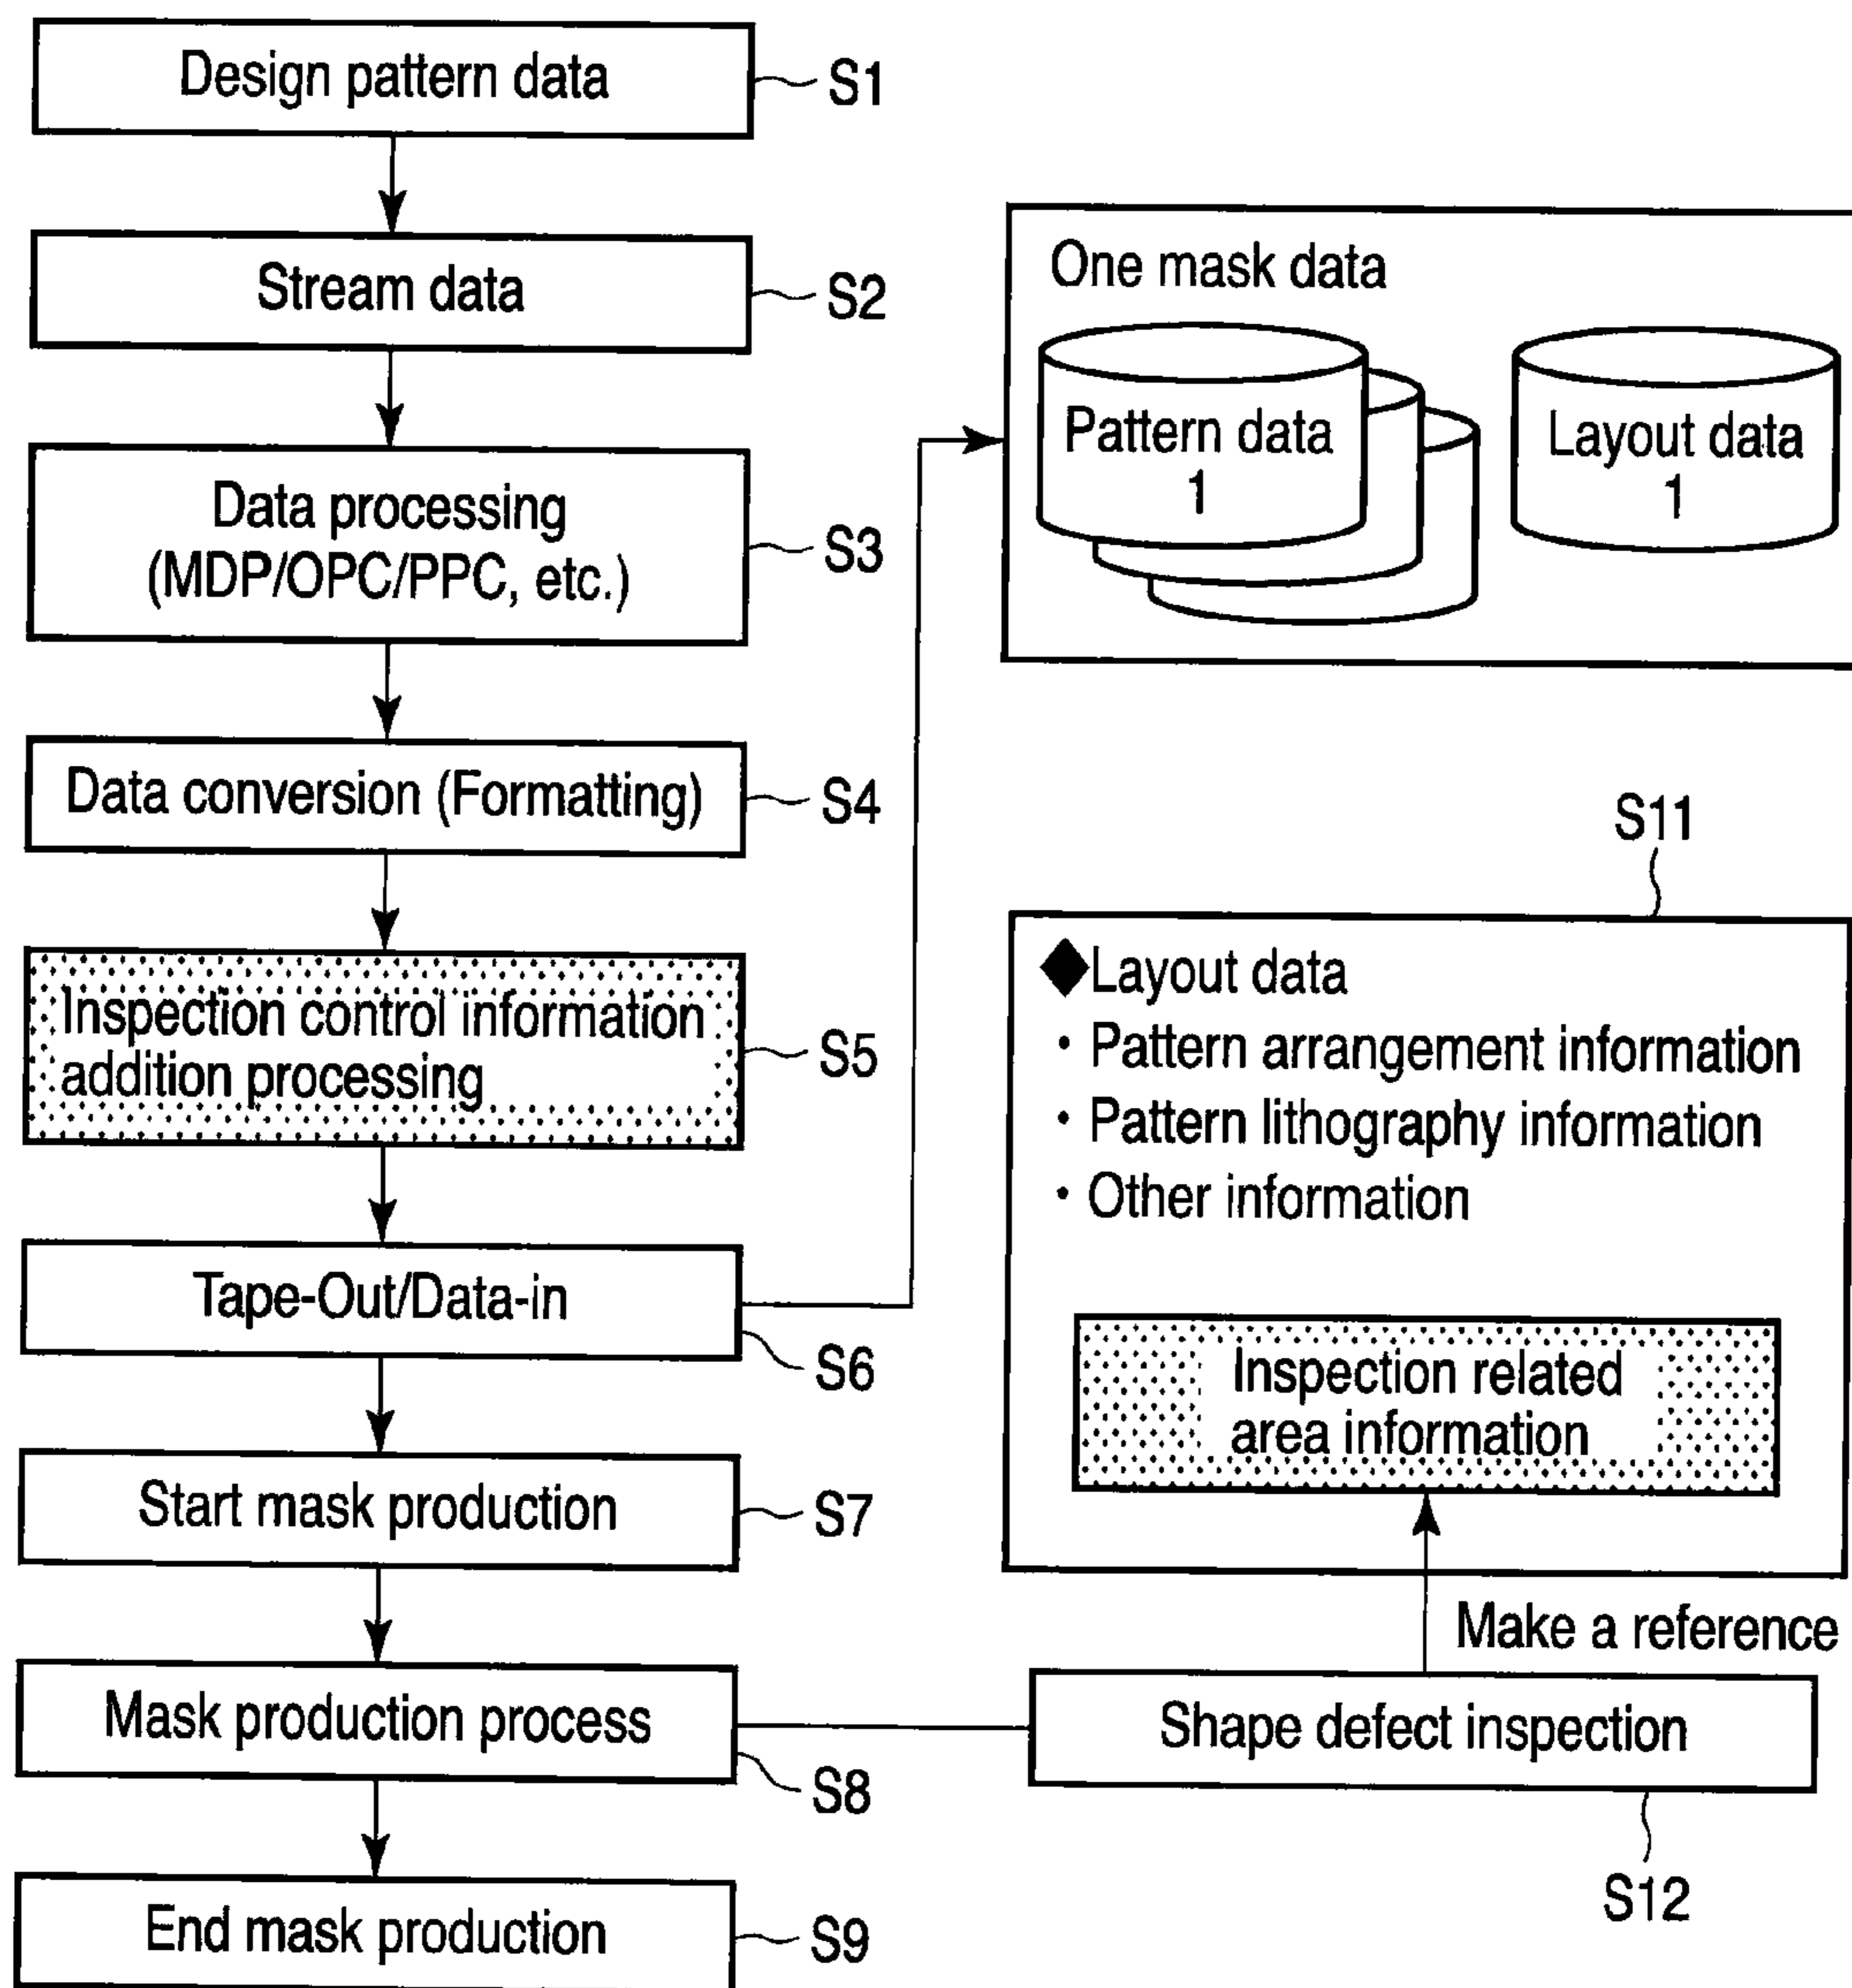 Design pattern data
S1
Stream data
S2
Data processing
(MDP/OPC/PPC, etc.)
S3
Data conversion (Formatting)
S4
Inspection control information
addition processing
S5
Tape-Out/Data-in
S6
Start mask production
S7
Mask production process
S8
End mask production
S9
One mask data
Pattern data
1
Layout data
1
S11
◆Layout data
・Pattern arrangement information
・Pattern lithography information
・Other information
Inspection related
area information
Make a reference
Shape defect inspection
S12